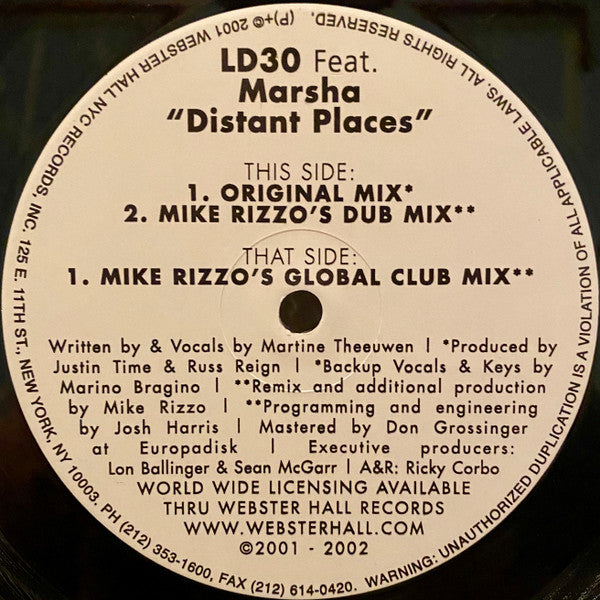 LD30 Feat.
Marsha
"Distant Places"
THIS SIDE:
1. ORIGINAL MIX*
2. MIKE RIZZO'S DUB MIX**
THAT SIDE:
1. MIKE RIZZO'S GLOBAL CLUB MIX**
Written by & Vocals by Martine Theeuwen | *Produced by
Justin Time & Russ Reign | *Backup Vocals & Keys by
Marino Bragino | **Remix and additional production
by Mike Rizzo | **Programming and engineering
by Josh Harris | Mastered by Don Grossinger
at Europadisk | Executive producers:
Lon Ballinger & Sean McGarr | A&R: Ricky Corbo
WORLD WIDE LICENSING AVAILABLE
THRU WEBSTER HALL RECORDS
WWW.WEBSTERHALL.COM
©2001 - 2002
(P)+© 2001 WEBSTER HALL NYC RECORDS, INC. 125 E. 11TH ST., NEW YORK, NY 10003. PH (212) 353-1600, FAX (212) 614-0420. WARNING: UNAUTHORIZED DUPLICATION IS A VIOLATION OF ALL APPLICABLE LAWS. ALL RIGHTS RESERVED.